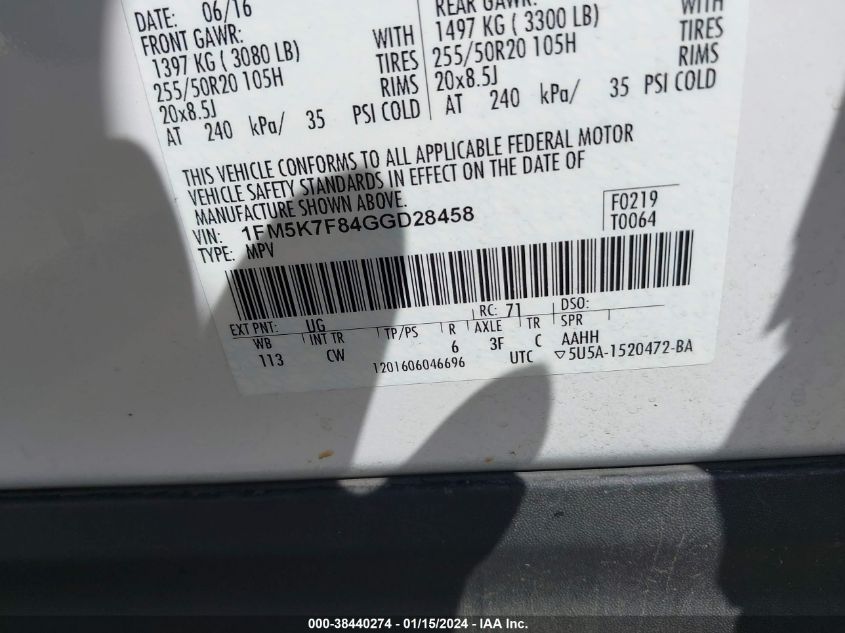 DATE: 06/16
FRONT GAWR:
1397 KG ( 3080 LB) WITH
255/50R20 105H TIRES
20x8.5J RIMS
AT 240 kPa/ 35 PSI COLD
REAR GAWR:
1497 KG ( 3300 LB) WITH
255/50R20 105H TIRES
20x8.5J RIMS
AT 240 kPa/ 35 PSI COLD
THIS VEHICLE CONFORMS TO ALL APPLICABLE FEDERAL MOTOR
VEHICLE SAFETY STANDARDS IN EFFECT ON THE DATE OF
MANUFACTURE SHOWN ABOVE.
VIN: 1FM5K7F84GGD28458
TYPE: MPV
F0219
T0064
EXT PNT: UG RC: 71 DSO:
WB INT TR TP/PS R AXLE TR SPR
113 CW 6 3F C AAHH
1201606046696 UTC ▽5U5A-1520472-BA
000-38440274 - 01/15/2024 - IAA Inc.